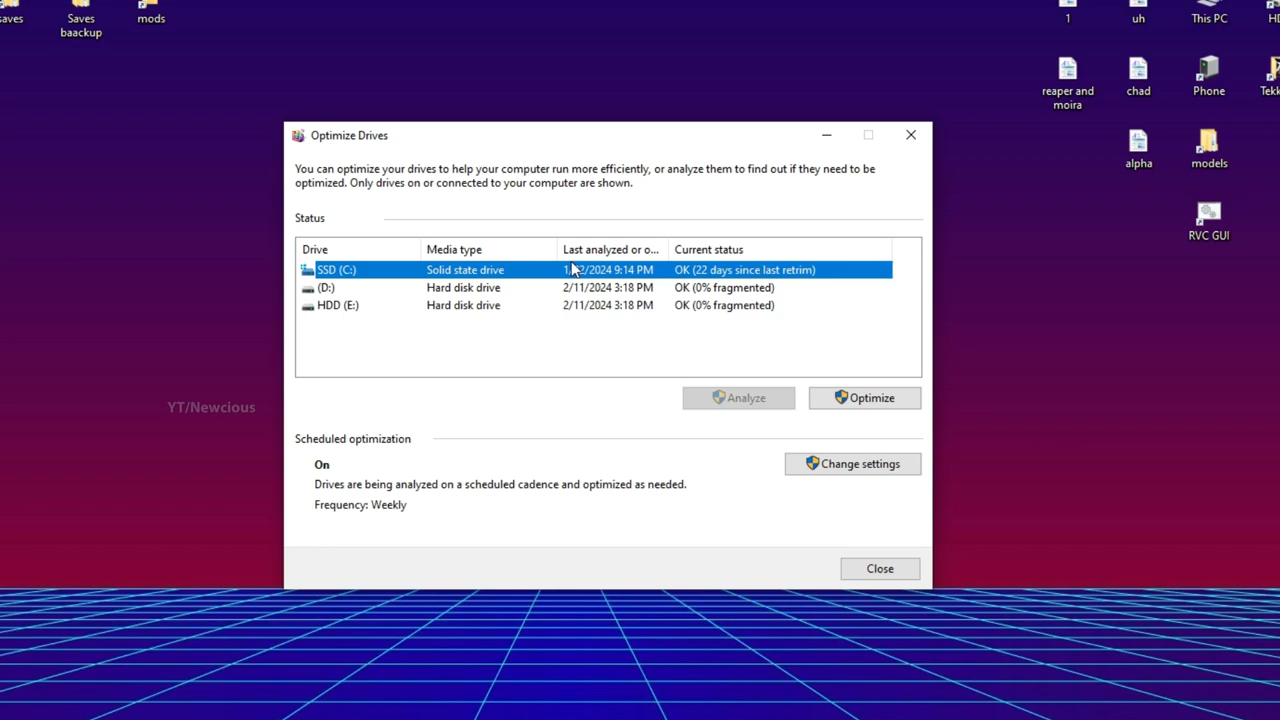 saves
Saves
baackup
mods
1
uh
This PC
reaper and
moira
chad
Phone
alpha
models
RVC GUI
Optimize Drives
You can optimize your drives to help your computer run more efficiently, or analyze them to find out if they need to be
optimized. Only drives on or connected to your computer are shown.
Status
Drive Media type Last analyzed or o... Current status
SSD (C:) Solid state drive 9:14 PM OK (22 days since last retrim)
(D:) Hard disk drive 2/11/2024 3:18 PM OK (0% fragmented)
HDD (E:) Hard disk drive 2/11/2024 3:18 PM OK (0% fragmented)
Analyze Optimize
YT/Newcious
Scheduled optimization
On
Change settings
Drives are being analyzed on a scheduled cadence and optimized as needed.
Frequency: Weekly
Close